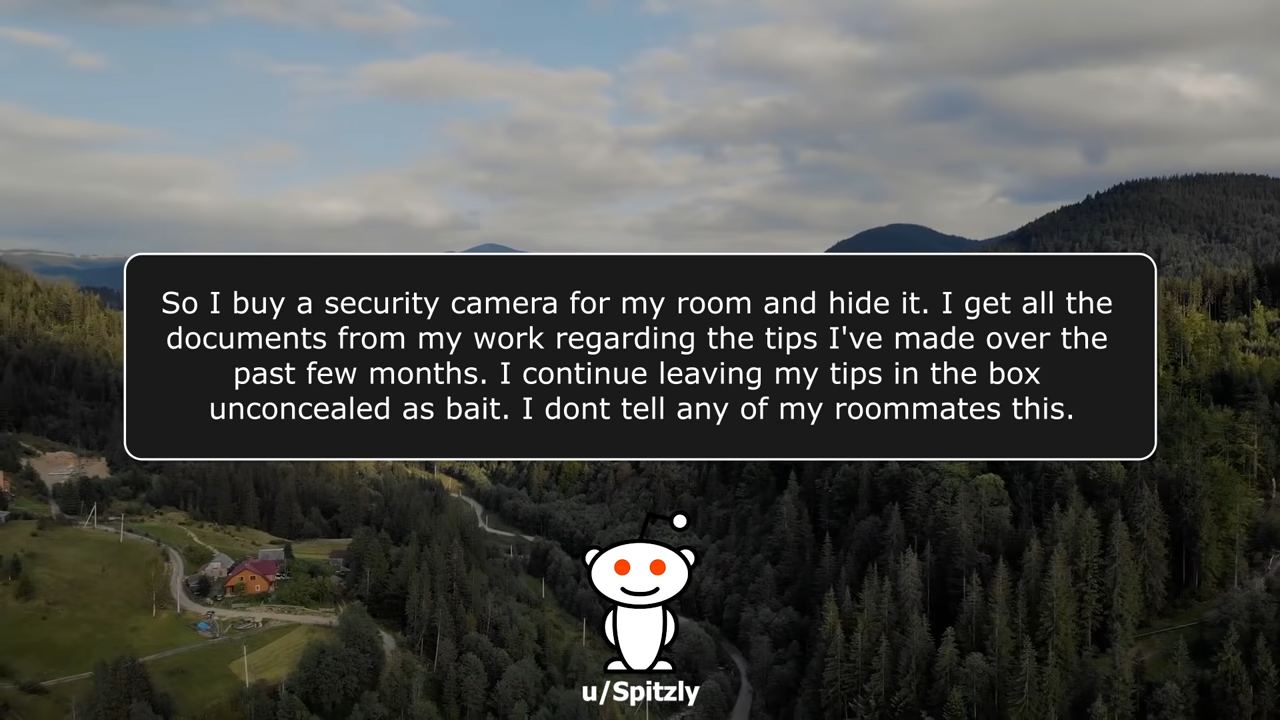 So I buy a security camera for my room and hide it. I get all the
documents from my work regarding the tips I've made over the
past few months. I continue leaving my tips in the box
unconcealed as bait. I dont tell any of my roommates this.
u/Spitzly